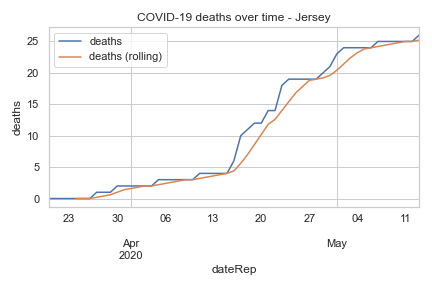 COVID-19 deaths over time - Jersey
deaths
deaths (rolling)
deaths
25
20
15
10
5
0
23 30 06 13 20 27 04 11
Apr May
2020
dateRep